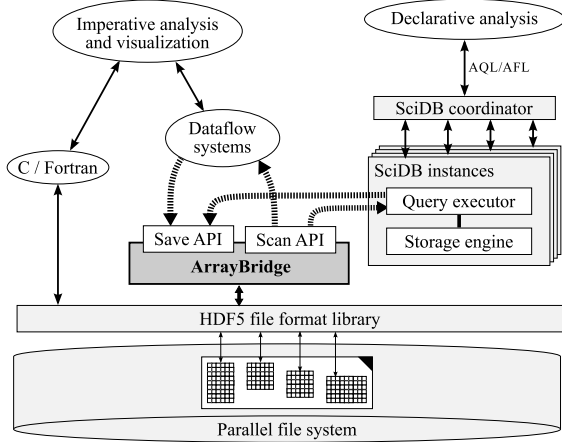 Imperative analysis
and visualization
Declarative analysis
AQL/AFL
SciDB coordinator
Dataflow
systems
C / Fortran
SciDB instances
Query executor
Storage engine
Save API
Scan API
ArrayBridge
HDF5 file format library
Parallel file system